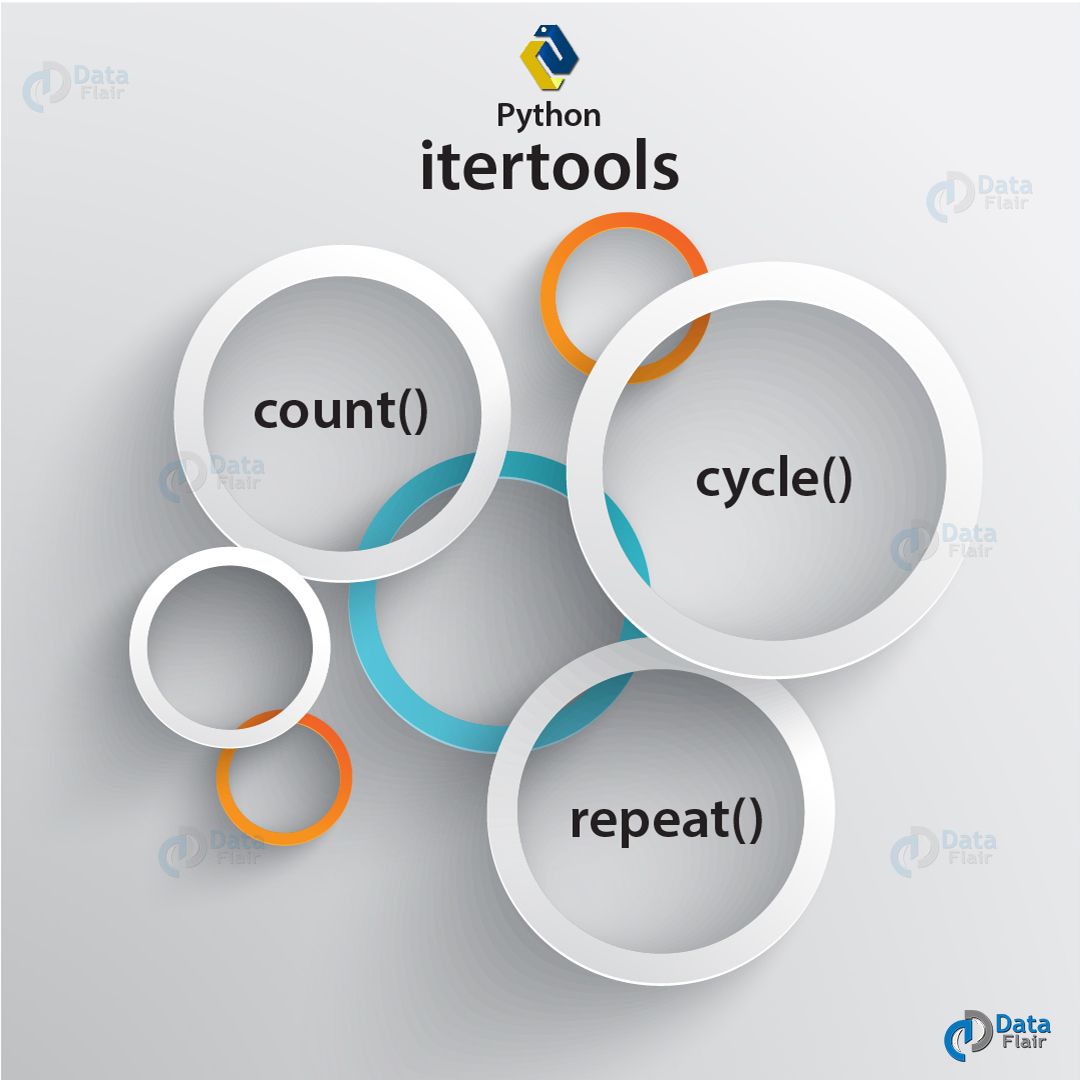 Data
Flair
Python
itertools
Data
Flair
count()
Data
Flair
cycle()
Data
Flair
repeat()
Data
Flair
Data
Flair
Data
Flair